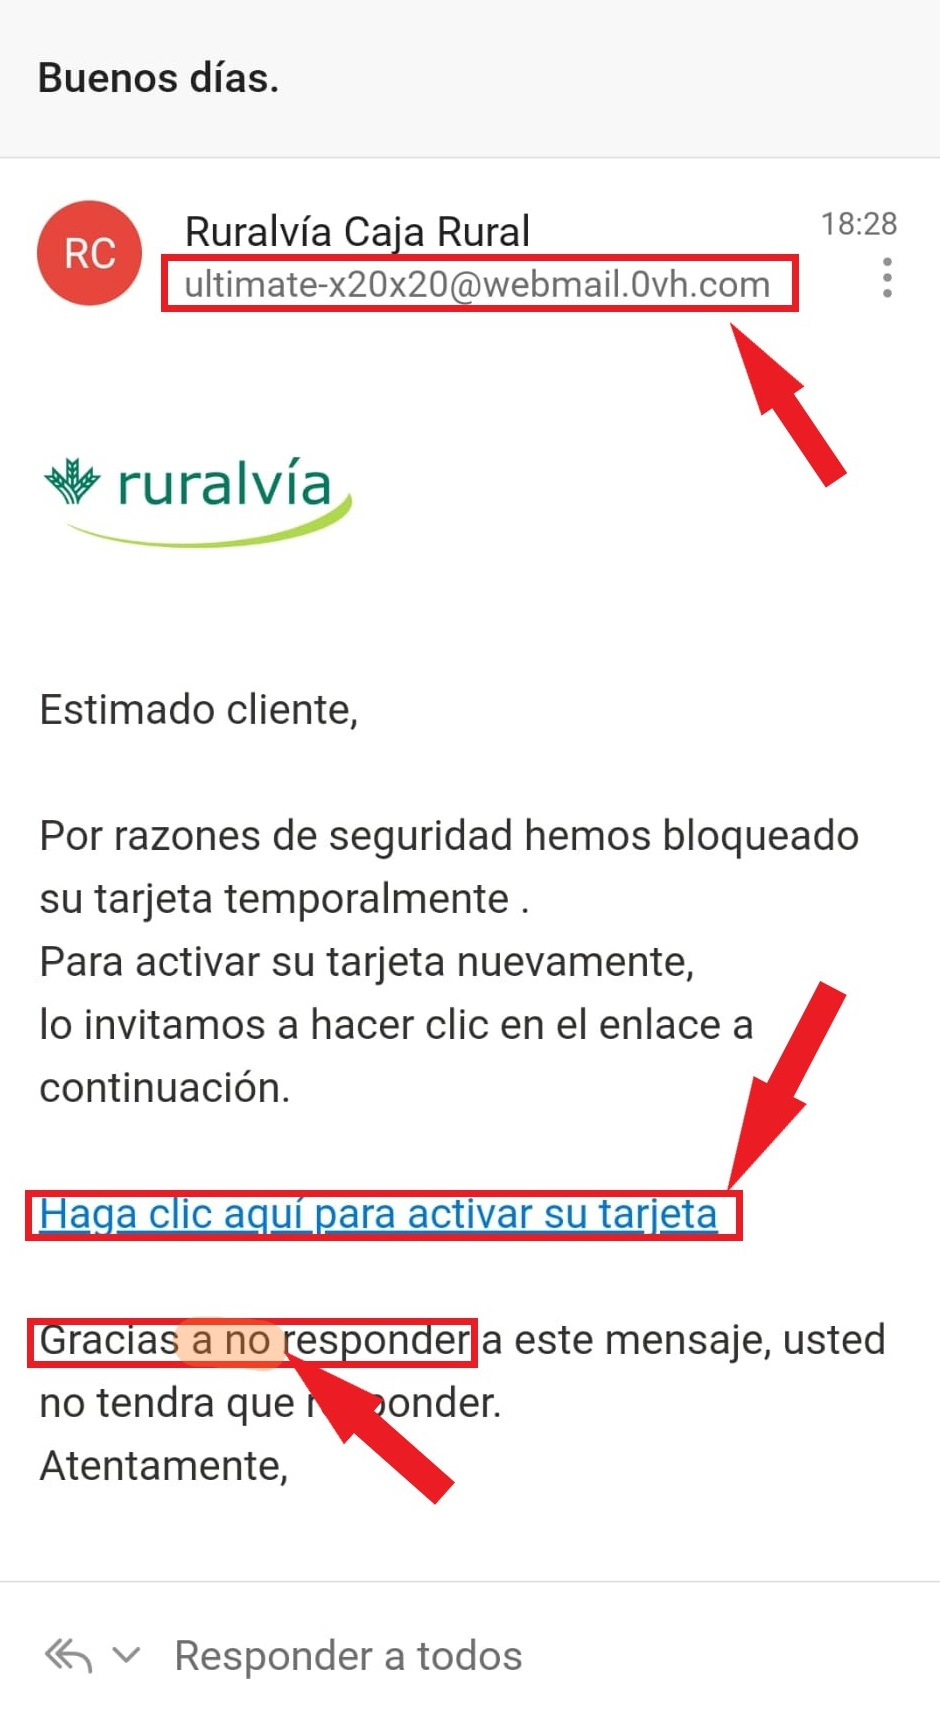 Buenos días.
RC
Ruralvía Caja Rural
18:28
ultimate-x20x20@webmail.0vh.com
ruralvía
Estimado cliente,
Por razones de seguridad hemos bloqueado
su tarjeta temporalmente .
Para activar su tarjeta nuevamente,
lo invitamos a hacer clic en el enlace a
continuación.
Haga clic aquí para activar su tarjeta
Gracias a no responder a este mensaje, usted
no tendra que responder.
Atentamente,
Responder a todos